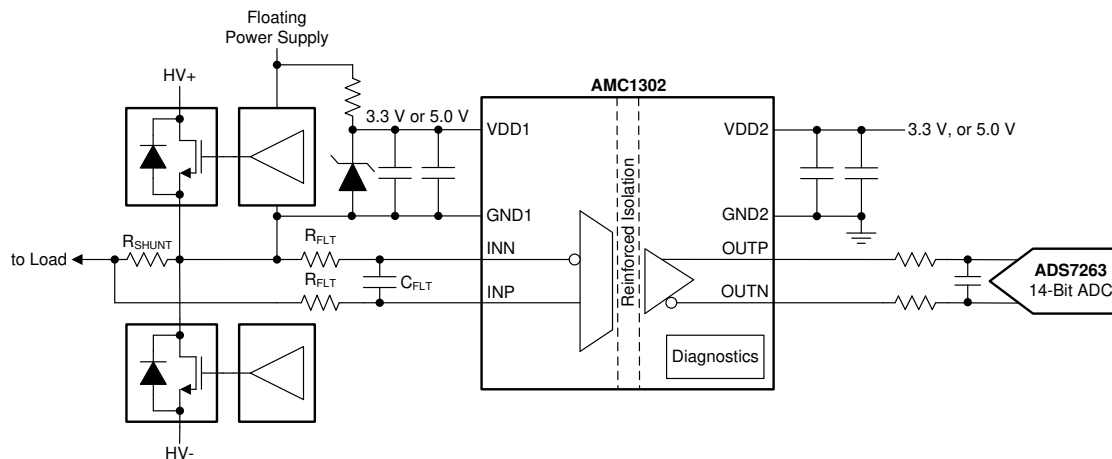 Floating
Power Supply
HV+
AMC1302
3.3 V or 5.0 V
VDD1
VDD2
3.3 V, or 5.0 V
Reinforced Isolation
GND1
GND2
RSHUNT
RFLT
INN
OUTP
to Load
RFLT
CFLT
INP
OUTN
ADS7263
14-Bit ADC
Diagnostics
HV-